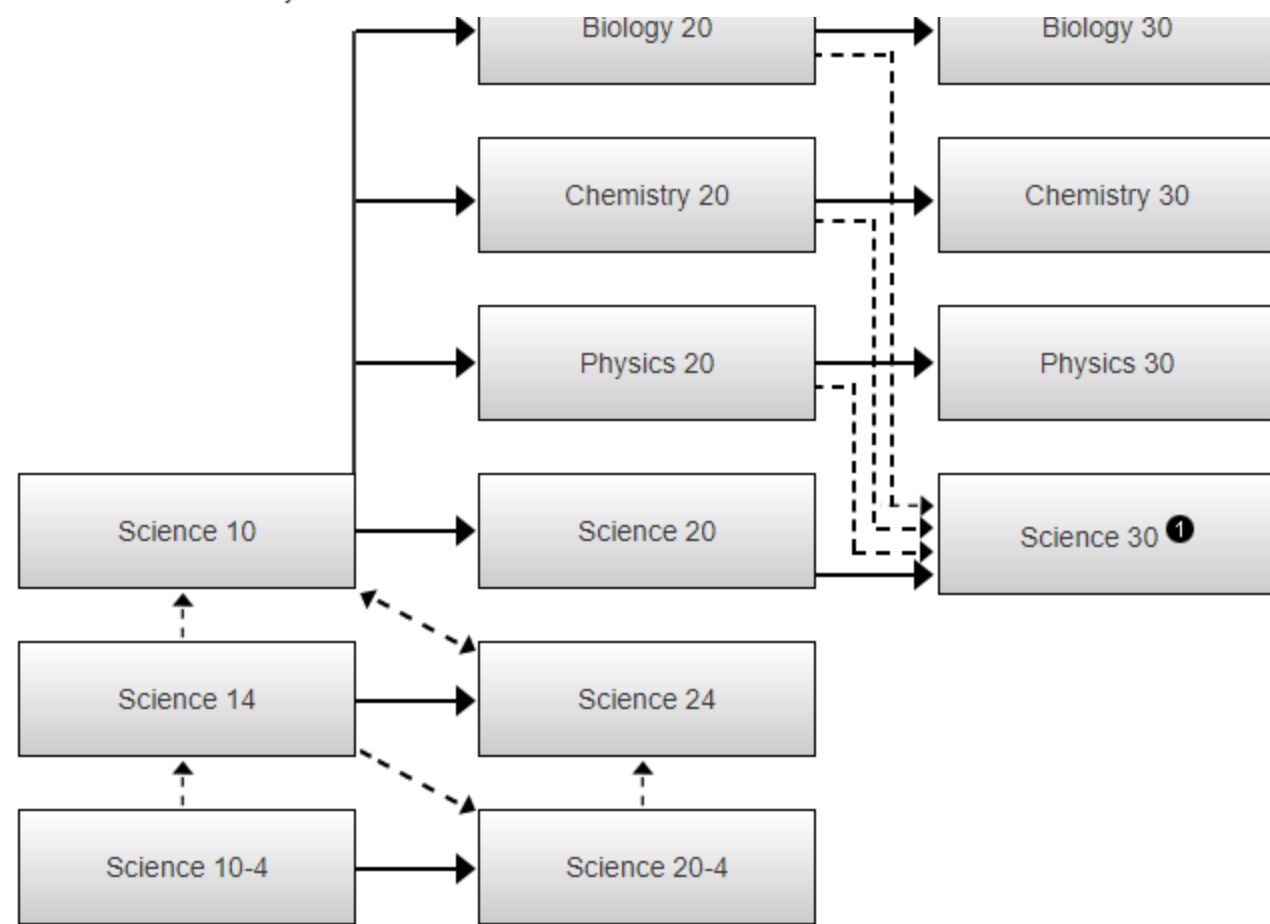 Biology 20
Biology 30
Chemistry 20
Chemistry 30
Physics 20
Physics 30
Science 10
Science 20
Science 30 1
Science 14
Science 24
Science 10-4
Science 20-4